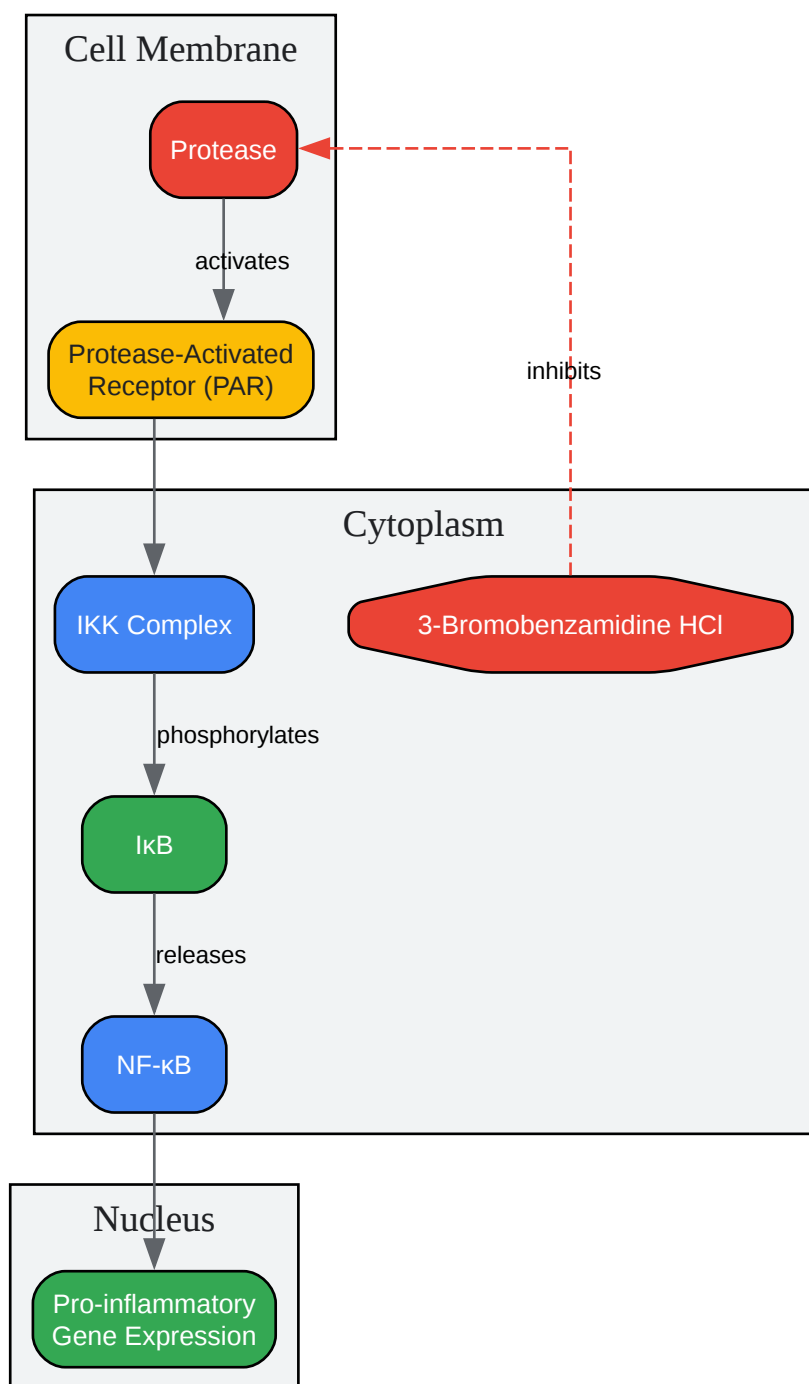 Cell Membrane
Protease
activates
Protease-Activated
Receptor (PAR)
inhibits
Cytoplasm
IKK Complex
3-Bromobenzamidine HCl
phosphorylates
IκB
releases
NF-κB
Nucleus
Pro-inflammatory
Gene Expression